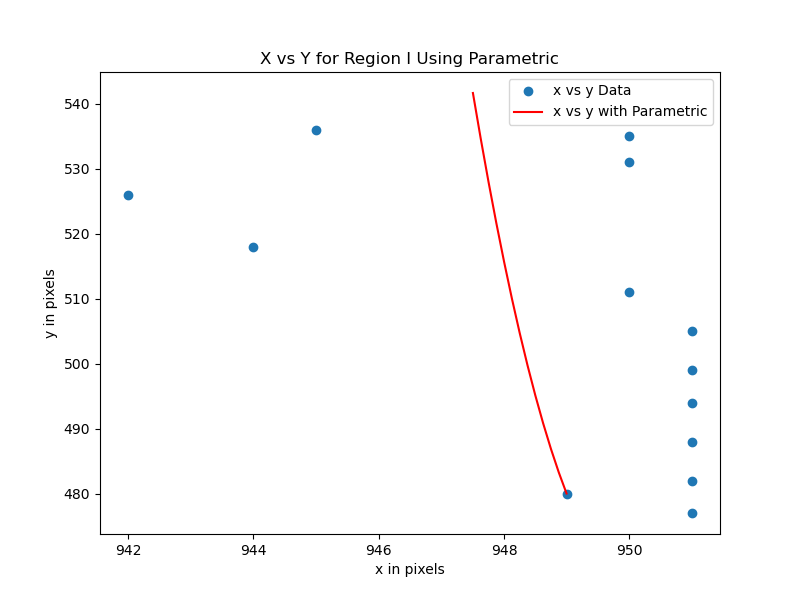 X vs Y for Region I Using Parametric
x vs y Data
x vs y with Parametric
540
530
520
510
500
490
480
y in pixels
942
944
946
948
950
x in pixels